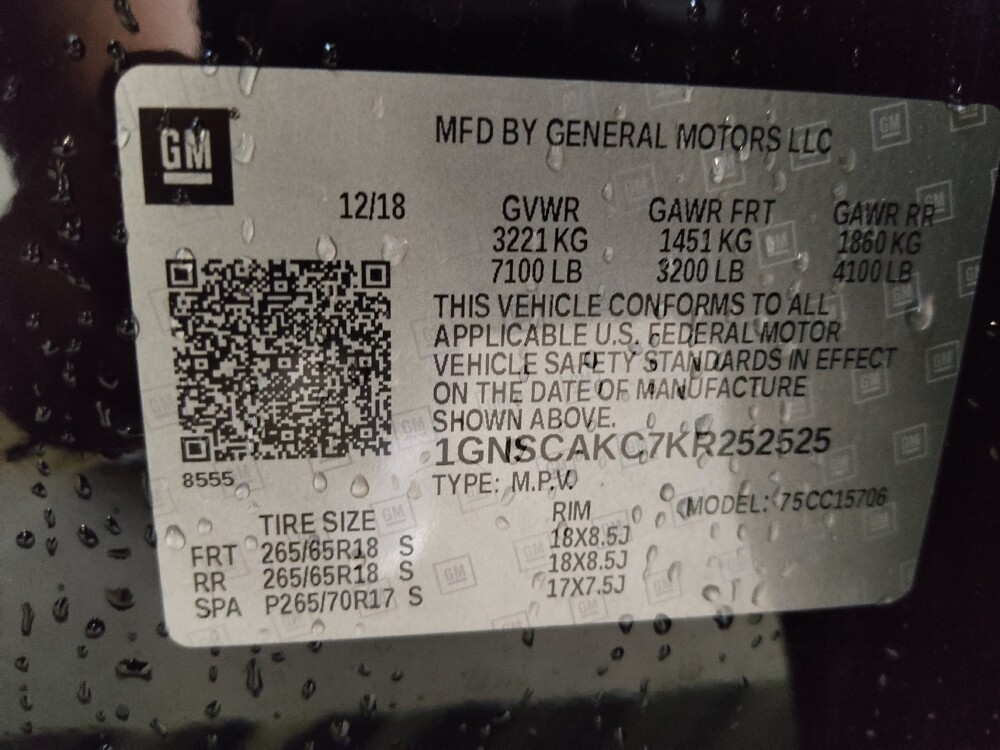 GM
MFD BY GENERAL MOTORS LLC
12/18
GVWR GAWR FRT GAWR RR
3221 KG 1451 KG 1860 KG
7100 LB 3200 LB 4100 LB
THIS VEHICLE CONFORMS TO ALL
APPLICABLE U.S. FEDERAL MOTOR
VEHICLE SAFETY STANDARDS IN EFFECT
ON THE DATE OF MANUFACTURE
SHOWN ABOVE.
1GNSCAKC7KR252525
8555
TYPE: M.P.V.
MODEL: 75CC15706
TIRE SIZE RIM
FRT 265/65R18 S 18X8.5J
RR 265/65R18 S 18X8.5J
SPA P265/70R17 S 17X7.5J